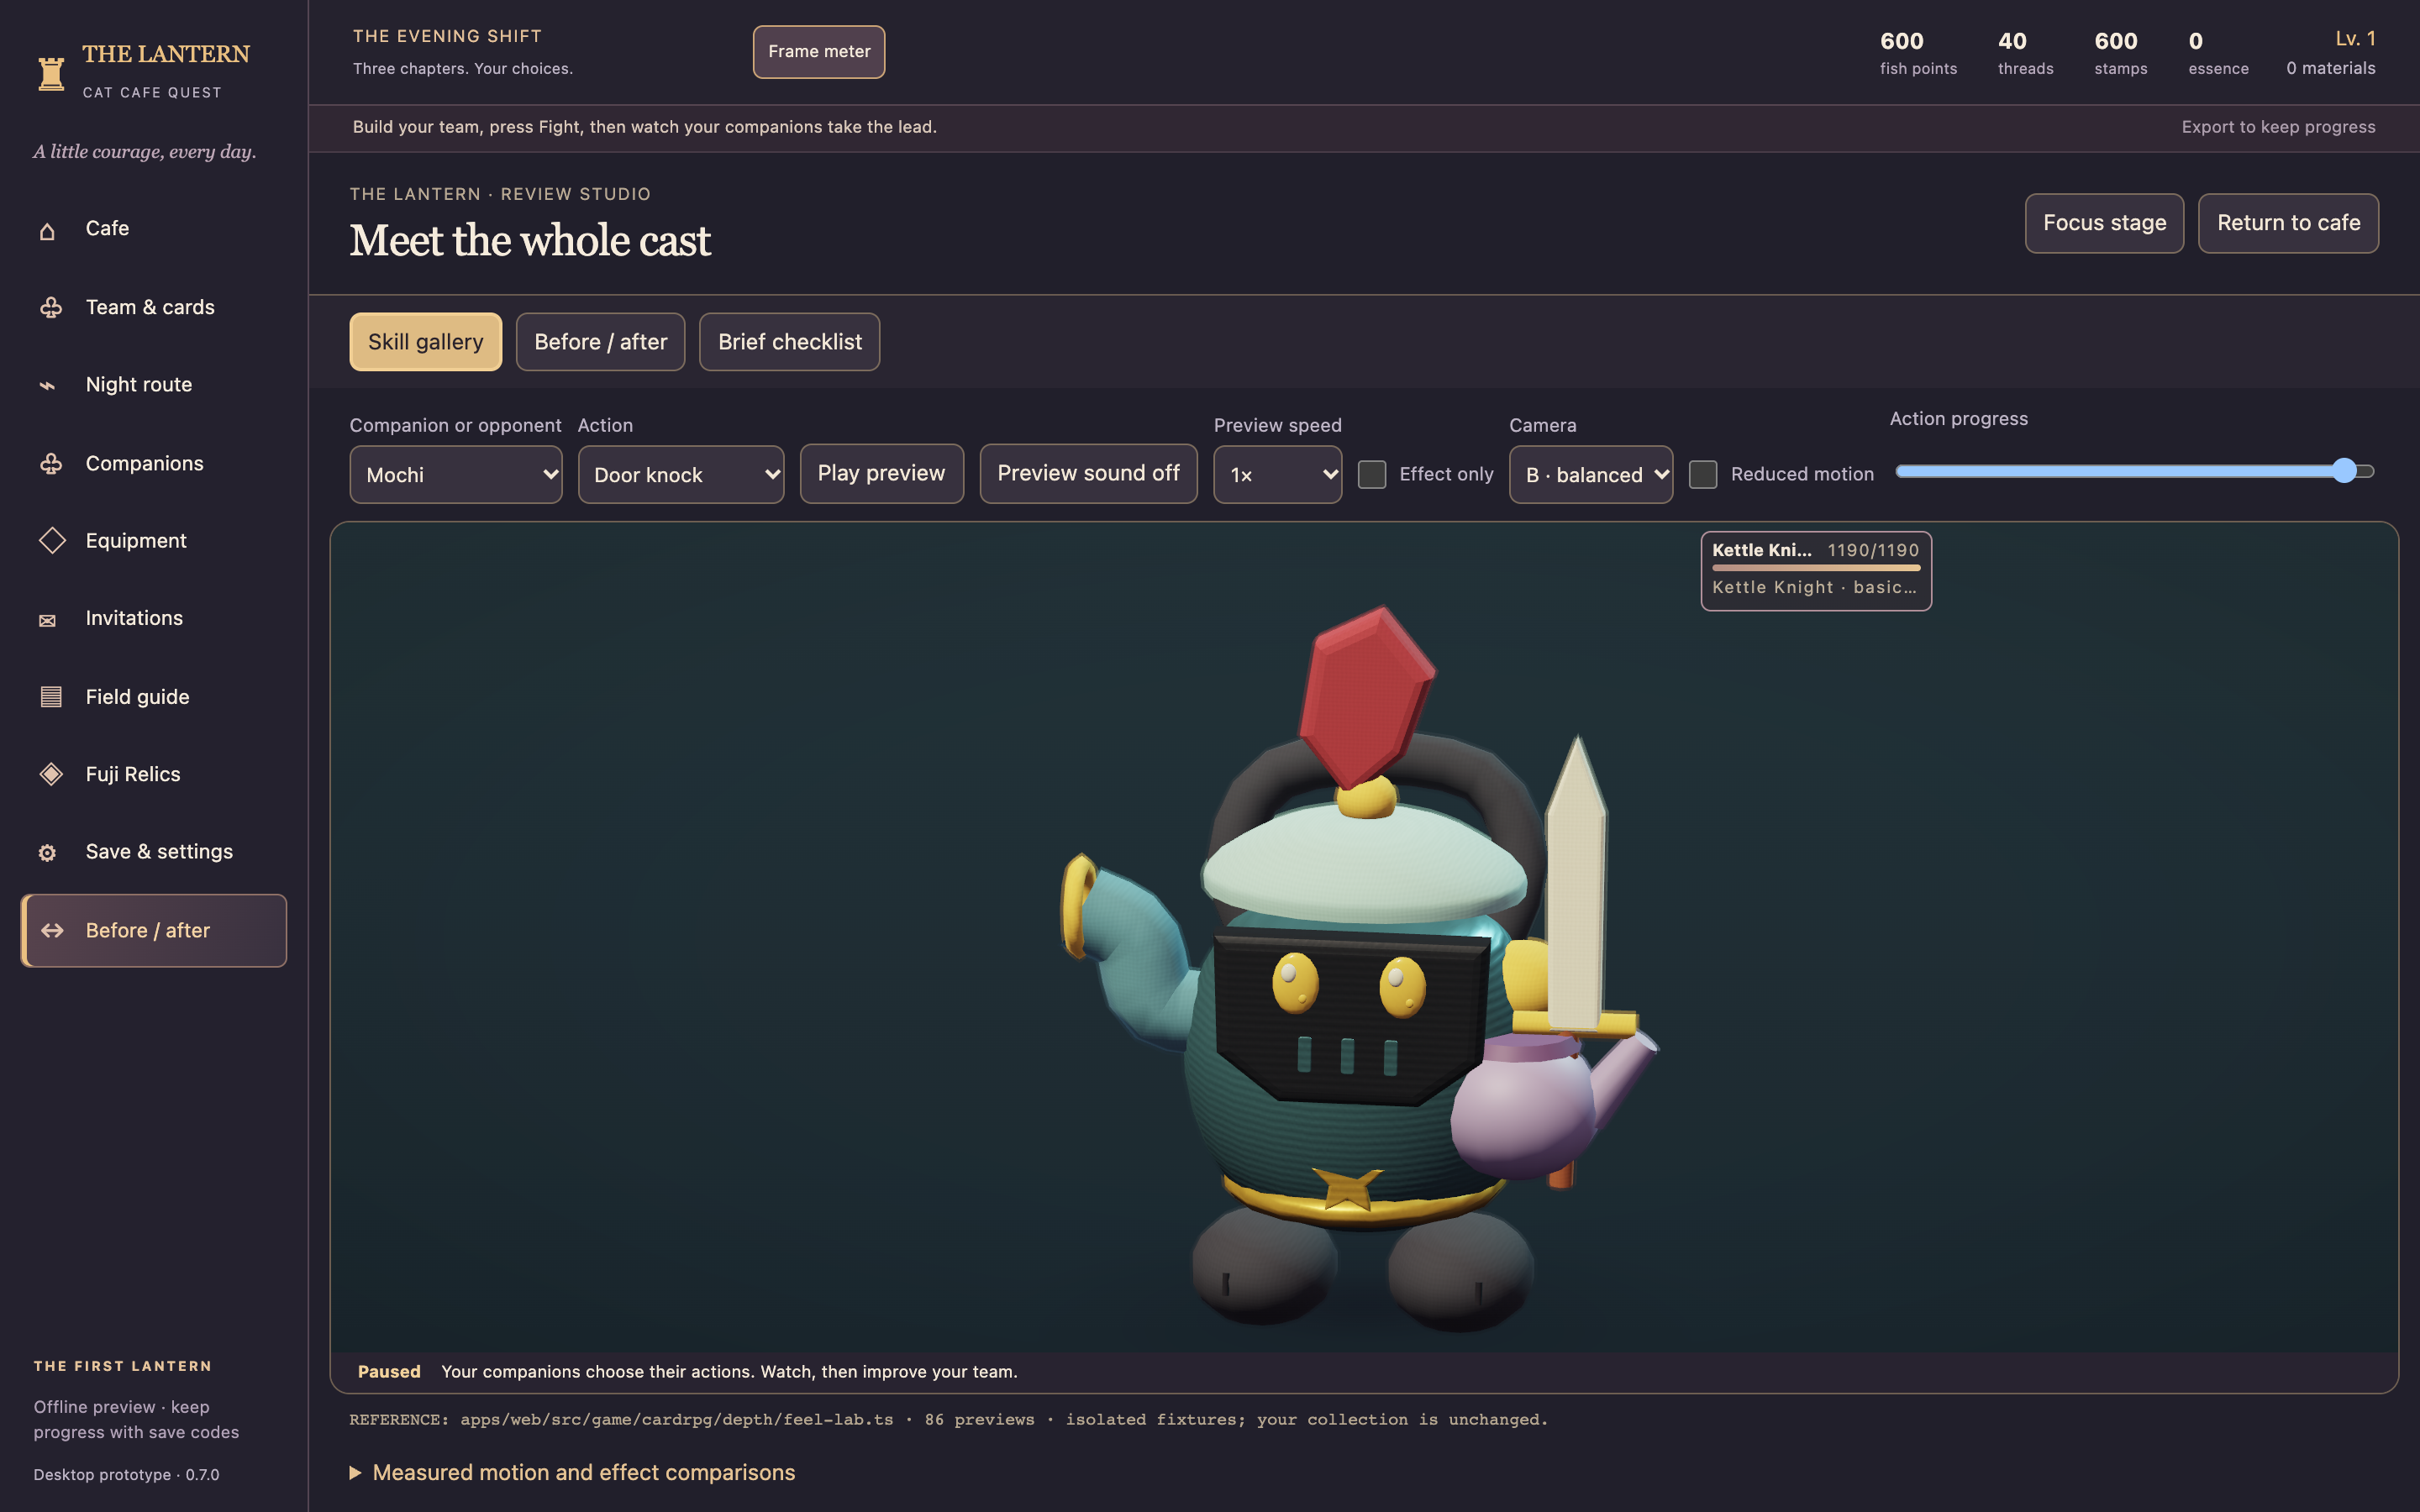 THE LANTERN
CAT CAFE QUEST
A little courage, every day.
Cafe
Team & cards
Night route
Companions
Equipment
Invitations
Field guide
Fuji Relics
Save & settings
Before / after
THE FIRST LANTERN
Offline preview · keep
progress with save codes
Desktop prototype · 0.7.0
THE EVENING SHIFT
Three chapters. Your choices.
Frame meter
600
fish points
40
threads
600
stamps
0
essence
Lv. 1
0 materials
Build your team, press Fight, then watch your companions take the lead.
Export to keep progress
THE LANTERN · REVIEW STUDIO
Meet the whole cast
Focus stage
Return to cafe
Skill gallery
Before / after
Brief checklist
Companion or opponent
Mochi
Action
Door knock
Play preview
Preview sound off
Preview speed
1×
Effect only
Camera
B · balanced
Reduced motion
Action progress
Kettle Kni... 1190/1190
Kettle Knight · basic...
Paused Your companions choose their actions. Watch, then improve your team.
REFERENCE: apps/web/src/game/cardrpg/depth/feel-lab.ts · 86 previews · isolated fixtures; your collection is unchanged.
Measured motion and effect comparisons